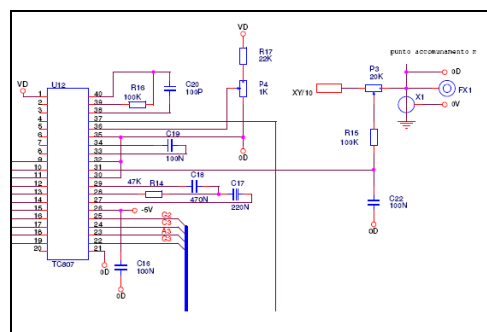 VD
R17
22K
punto accomunamento m
U12
VD
R16
100K
C20
100P
P4
1K
P3
20K
XY/10
0D
FX1
X1
0V
R15
100K
C19
100N
0D
47K
R14
C18
470N
C17
220N
C22
100N
0D
-5V
G2
C3
A3
G3
0D
C16
100N
0D
TC807
1
2
3
4
5
6
7
8
9
10
11
12
13
14
15
16
17
18
19
20
40
39
38
37
36
35
34
33
32
31
30
29
28
27
26
25
24
23
22
21